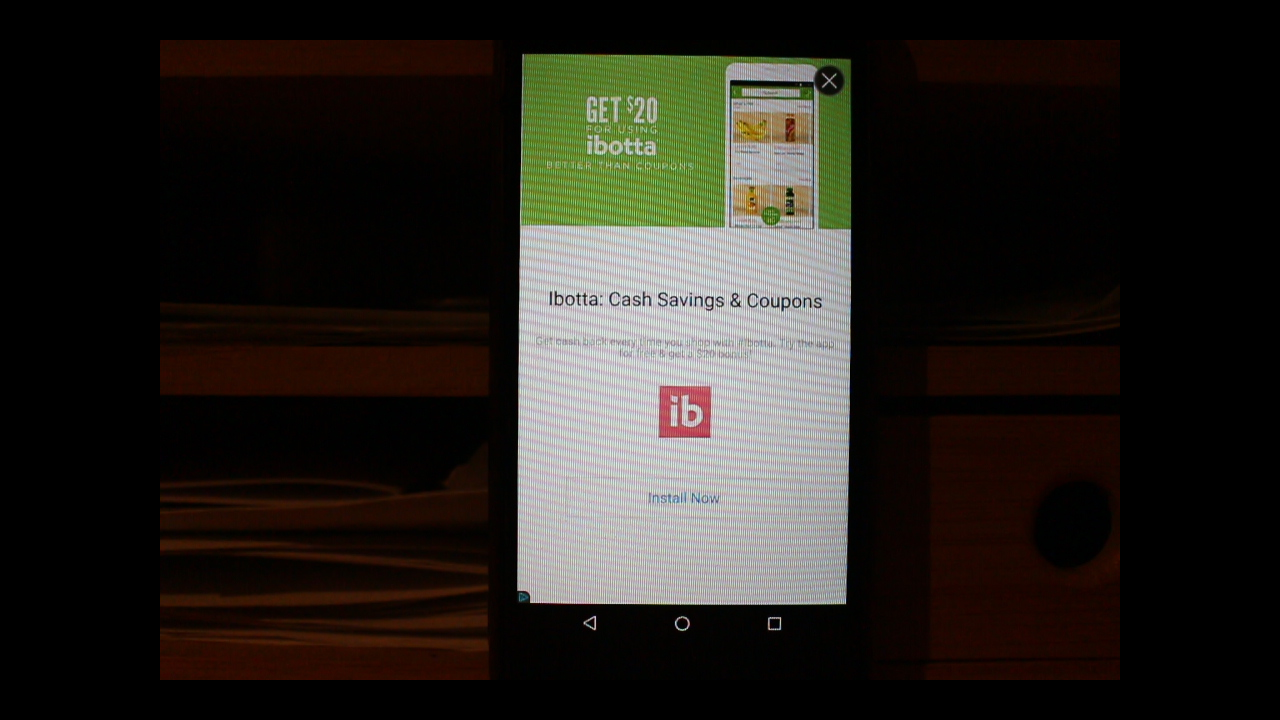 GET $20
FOR USING
ibotta
BETTER THAN COUPONS
Ibotta: Cash Savings & Coupons
Get cash back every time you shop with Ibotta. Try the app
for free & get a $20 bonus!
ib
Install Now